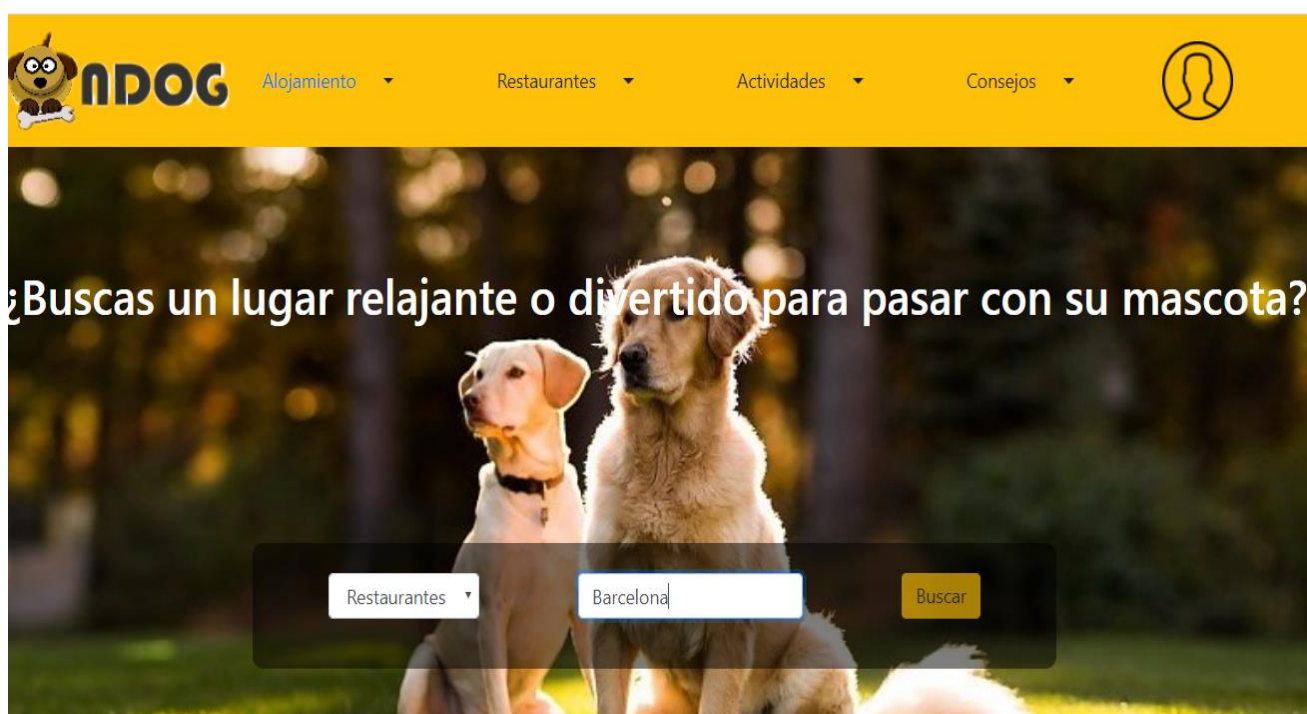 NDOG
Alojamiento
Restaurantes
Actividades
Consejos
¿Buscas un lugar relajante o divertido para pasar con su mascota?
Restaurantes
Barcelona
Buscar